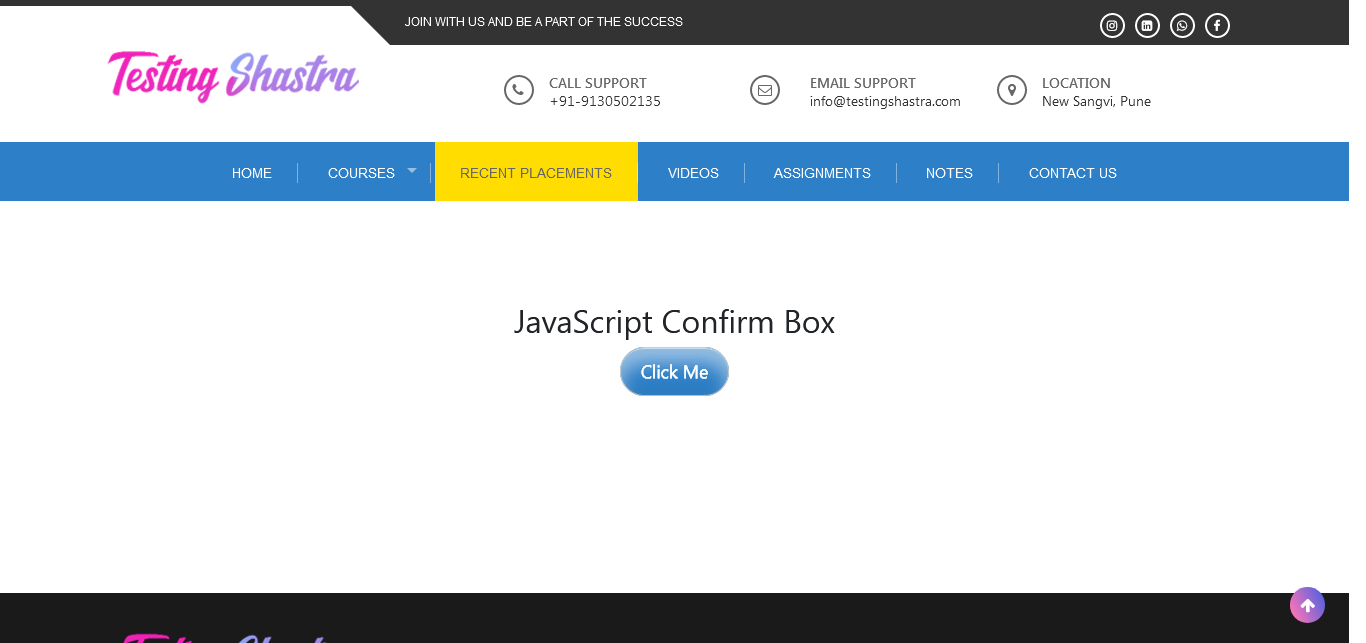 JOIN WITH US AND BE A PART OF THE SUCCESS
Testing Shastra
CALL SUPPORT
+91-9130502135
EMAIL SUPPORT
info@testingshastra.com
LOCATION
New Sangvi, Pune
HOME
COURSES
RECENT PLACEMENTS
VIDEOS
ASSIGNMENTS
NOTES
CONTACT US
JavaScript Confirm Box
Click Me
Testing Shastra